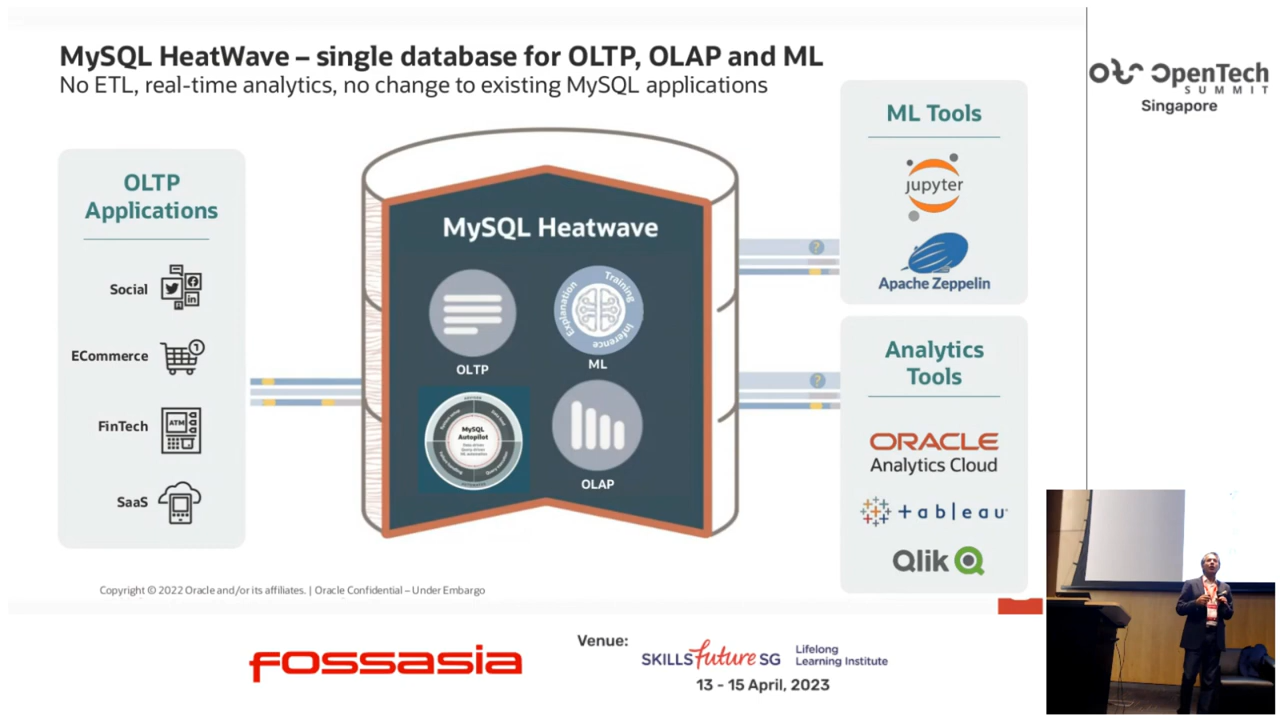 MySQL HeatWave – single database for OLTP, OLAP and ML
No ETL, real-time analytics, no change to existing MySQL applications
OpenTech
SUMMIT
Singapore
OLTP
Applications
Social
ECommerce
FinTech
ATM
SaaS
MySQL Heatwave
OLTP
Training
Inference
Explanation
ML
MySQL
Autopilot
OLAP
?
?
ML Tools
jupyter
Apache Zeppelin
Analytics
Tools
ORACLE
Analytics Cloud
+ a b | e a u
Qlik
Copyright © 2022 Oracle and/or its affiliates. | Oracle Confidential – Under Embargo
FOSSASIA
Venue:
SKILLS future SG
Lifelong
Learning Institute
13 - 15 April, 2023